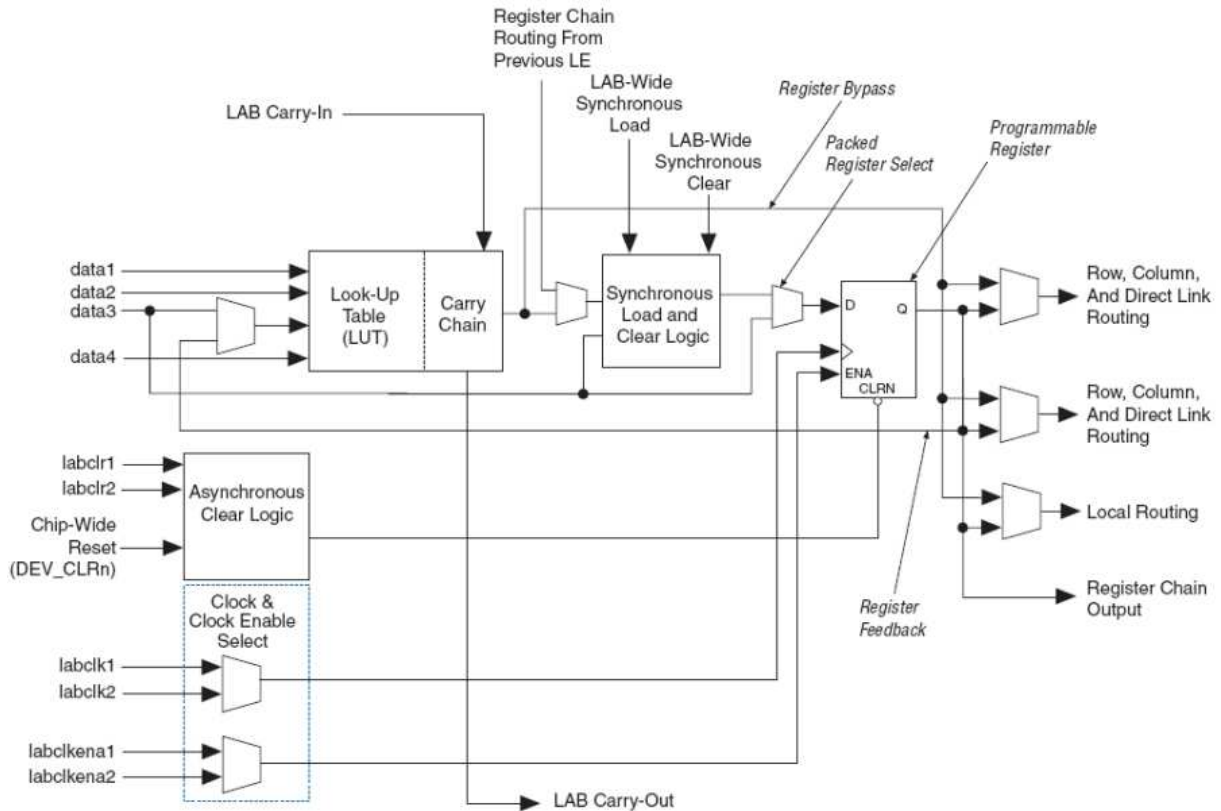 Register Chain
Routing From
Previous LE
LAB-Wide
Synchronous
Load
Register Bypass
Programmable
Register
LAB Carry-In
LAB-Wide
Synchronous
Clear
Packed
Register Select
data1
data2
data3
data4
Look-Up
Table
(LUT)
Carry
Chain
Synchronous
Load and
Clear Logic
D
Q
ENA
CLRN
Row, Column,
And Direct Link
Routing
Row, Column,
And Direct Link
Routing
labclr1
labclr2
Chip-Wide
Reset
(DEV_CLRn)
Asynchronous
Clear Logic
Local Routing
Register Chain
Output
Register
Feedback
Clock &
Clock Enable
Select
labclk1
labclk2
labclkena1
labclkena2
LAB Carry-Out